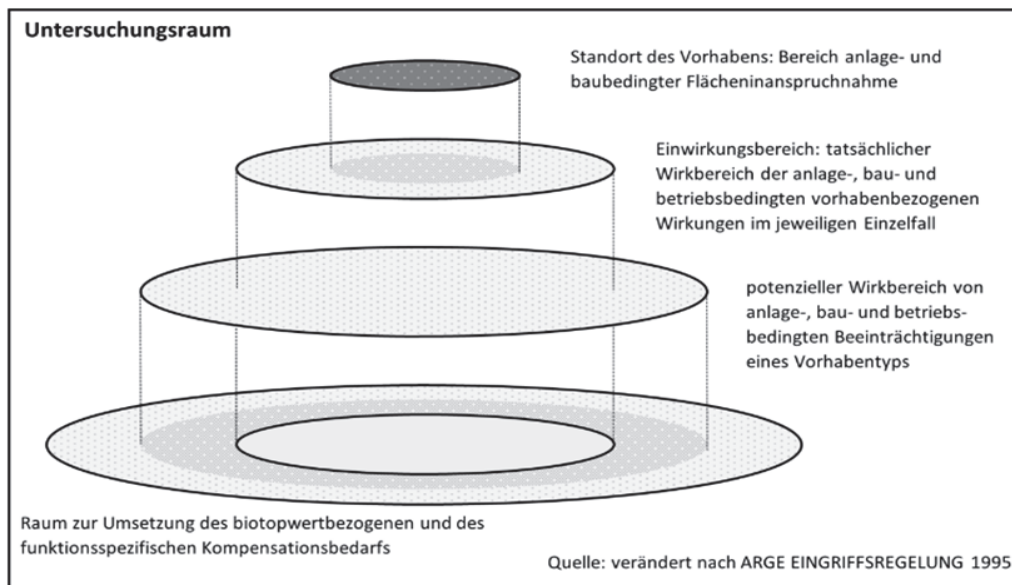 Untersuchungsraum
Standort des Vorhabens: Bereich anlage- und
baubedingter Flächeninanspruchnahme
Einwirkungsbereich: tatsächlicher
Wirkbereich der anlage-, bau- und
betriebsbedingten vorhabenbezogenen
Wirkungen im jeweiligen Einzelfall
potenzieller Wirkbereich von
anlage-, bau- und betriebs-
bedingten Beeinträchtigungen
eines Vorhabentyps
Raum zur Umsetzung des biotopwertbezogenen und des
funktionsspezifischen Kompensationsbedarfs
Quelle: verändert nach ARGE EINGRIFFSREGELUNG 1995